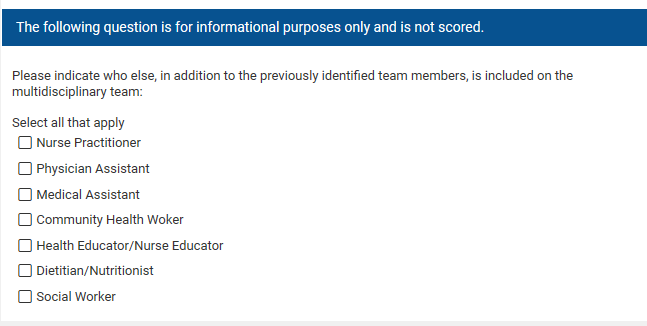 The following question is for informational purposes only and is not scored.
Please indicate who else, in addition to the previously identified team members, is included on the
multidisciplinary team:
Select all that apply
Nurse Practitioner
Physician Assistant
Medical Assistant
Community Health Woker
Health Educator/Nurse Educator
Dietitian/Nutritionist
Social Worker